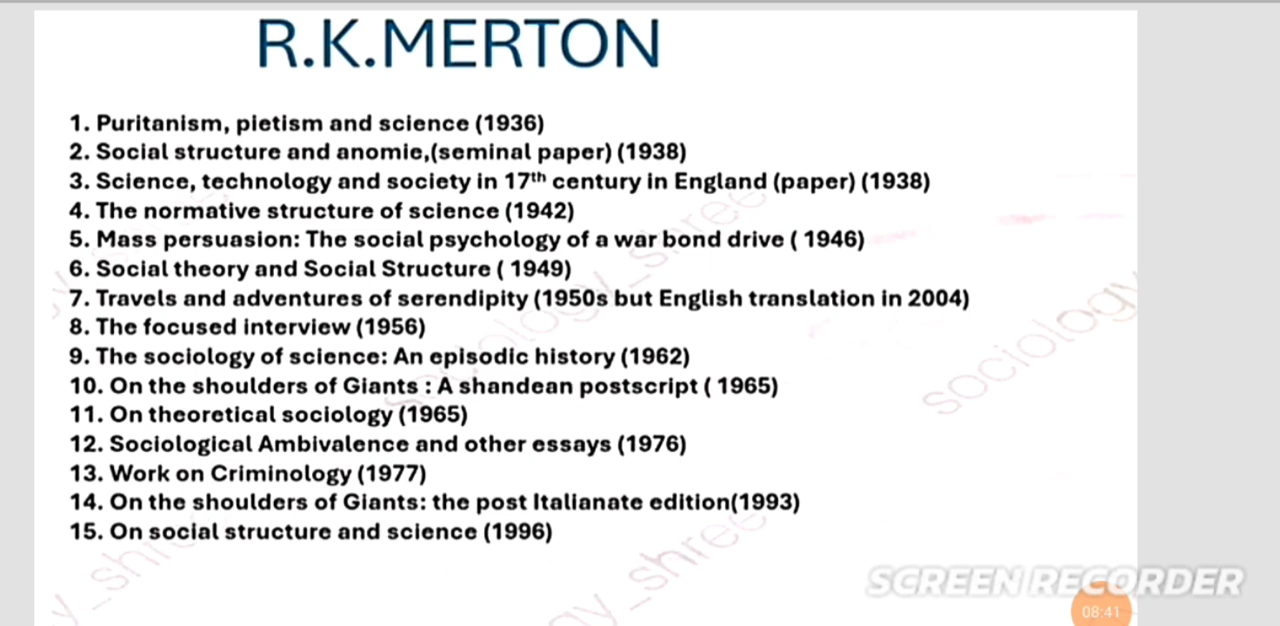 R.K.MERTON
1. Puritanism, pietism and science (1936)
2. Social structure and anomie,(seminal paper) (1938)
3. Science, technology and society in 17th century in England (paper) (1938)
4. The normative structure of science (1942)
5. Mass persuasion: The social psychology of a war bond drive ( 1946)
6. Social theory and Social Structure ( 1949)
7. Travels and adventures of serendipity (1950s but English translation in 2004)
8. The focused interview (1956)
9. The sociology of science: An episodic history (1962)
10. On the shoulders of Giants : A shandean postscript ( 1965)
11. On theoretical sociology (1965)
12. Sociological Ambivalence and other essays (1976)
13. Work on Criminology (1977)
14. On the shoulders of Giants: the post Italianate edition(1993)
15. On social structure and science (1996)
sociology_shree
sociology
y_shr
gy_shree
SCREEN RECORDER
08:41